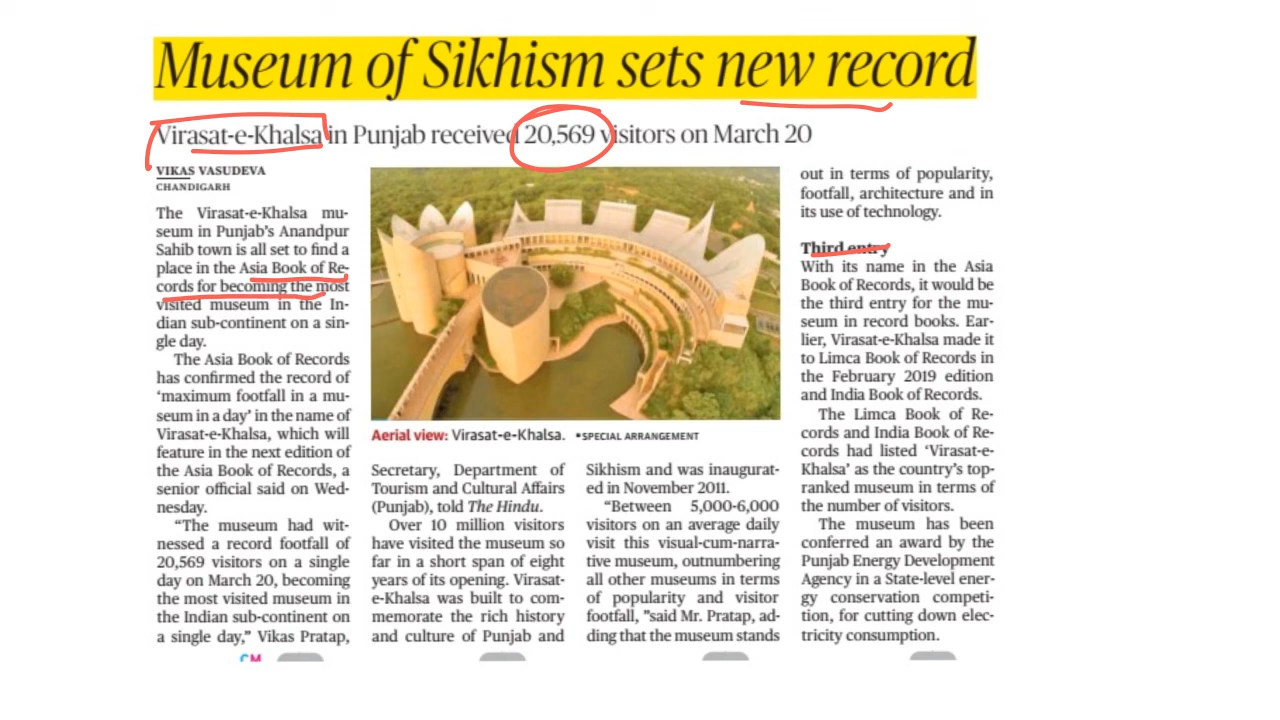 Museum of Sikhism sets new record
Virasat-e-Khalsa in Punjab received 20,569 visitors on March 20
VIKAS VASUDEVA
CHANDIGARH
The Virasat-e-Khalsa mu-
seum in Punjab's Anandpur
Sahib town is all set to find a
place in the Asia Book of Re-
cords for becoming the most
visited museum in the In-
dian sub-continent on a sin-
gle day.
The Asia Book of Records
has confirmed the record of
'maximum footfall in a mu-
seum in a day' in the name of
Virasat-e-Khalsa, which will
feature in the next edition of
the Asia Book of Records, a
senior official said on Wed-
nesday.
"The museum had wit-
nessed a record footfall of
20,569 visitors on a single
day on March 20, becoming
the most visited museum in
the Indian sub-continent on
a single day," Vikas Pratap,
Aerial view: Virasat-e-Khalsa. •SPECIAL ARRANGEMENT
Secretary, Department of
Tourism and Cultural Affairs
(Punjab), told The Hindu.
Over 10 million visitors
have visited the museum so
far in a short span of eight
years of its opening. Virasat-
e-Khalsa was built to com-
memorate the rich history
and culture of Punjab and
Sikhism and was inaugurat-
ed in November 2011.
"Between 5,000-6,000
visitors on an average daily
visit this visual-cum-narra-
tive museum, outnumbering
all other museums in terms
of popularity and visitor
footfall, "said Mr. Pratap, ad-
ding that the museum stands
out in terms of popularity,
footfall, architecture and in
its use of technology.
Third entry
With its name in the Asia
Book of Records, it would be
the third entry for the mu-
seum in record books. Ear-
lier, Virasat-e-Khalsa made it
to Limca Book of Records in
the February 2019 edition
and India Book of Records.
The Limca Book of Re-
cords and India Book of Re-
cords had listed 'Virasat-e-
Khalsa' as the country's top-
ranked museum in terms of
the number of visitors.
The museum has been
conferred an award by the
Punjab Energy Development
Agency in a State-level ener-
gy conservation competi-
tion, for cutting down elec-
tricity consumption.
CM